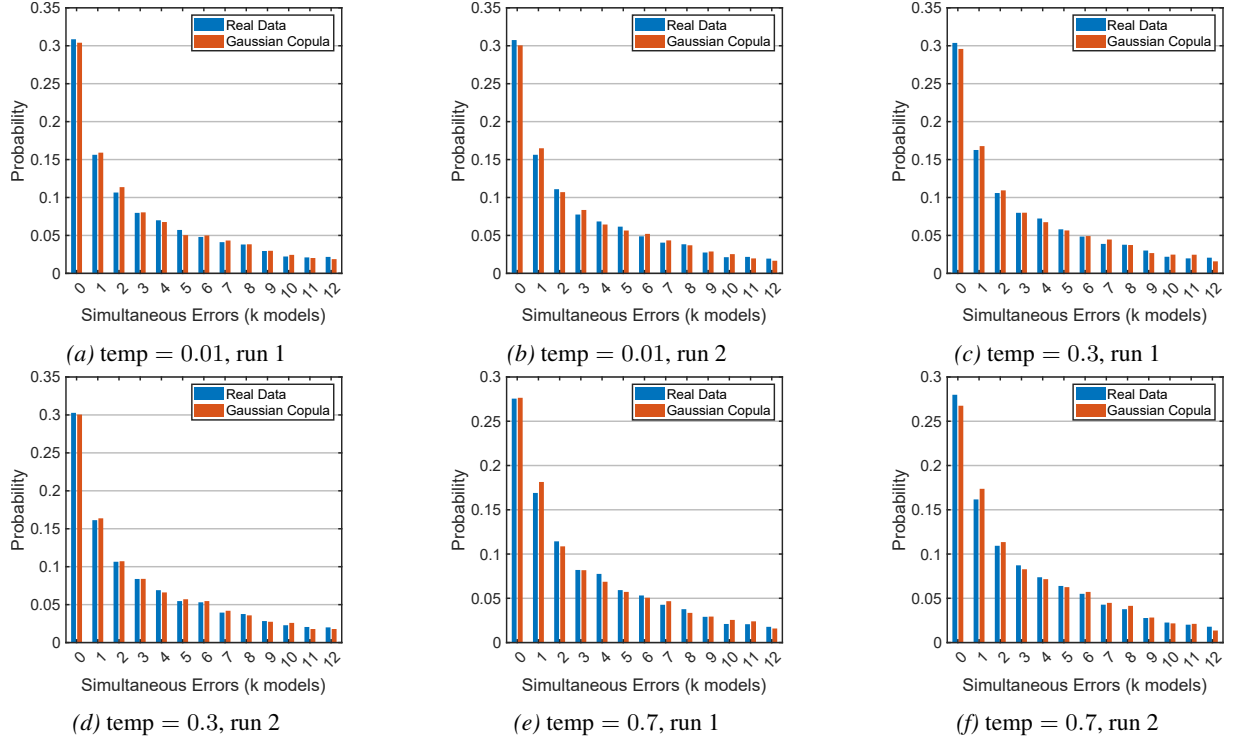 0.35
0.3
0.25
0.2
0.15
0.1
0.05
0
Probability
Real Data
Gaussian Copula
0 1 2 3 4 5 6 7 8 9 10 11 12
Simultaneous Errors (k models)
(a) temp = 0.01, run 1
0.35
0.3
0.25
0.2
0.15
0.1
0.05
0
Probability
Real Data
Gaussian Copula
0 1 2 3 4 5 6 7 8 9 10 11 12
Simultaneous Errors (k models)
(b) temp = 0.01, run 2
0.35
0.3
0.25
0.2
0.15
0.1
0.05
0
Probability
Real Data
Gaussian Copula
0 1 2 3 4 5 6 7 8 9 10 11 12
Simultaneous Errors (k models)
(c) temp = 0.3, run 1
0.35
0.3
0.25
0.2
0.15
0.1
0.05
0
Probability
Real Data
Gaussian Copula
0 1 2 3 4 5 6 7 8 9 10 11 12
Simultaneous Errors (k models)
(d) temp = 0.3, run 2
0.3
0.25
0.2
0.15
0.1
0.05
0
Probability
Real Data
Gaussian Copula
0 1 2 3 4 5 6 7 8 9 10 11 12
Simultaneous Errors (k models)
(e) temp = 0.7, run 1
0.3
0.25
0.2
0.15
0.1
0.05
0
Probability
Real Data
Gaussian Copula
0 1 2 3 4 5 6 7 8 9 10 11 12
Simultaneous Errors (k models)
(f) temp = 0.7, run 2